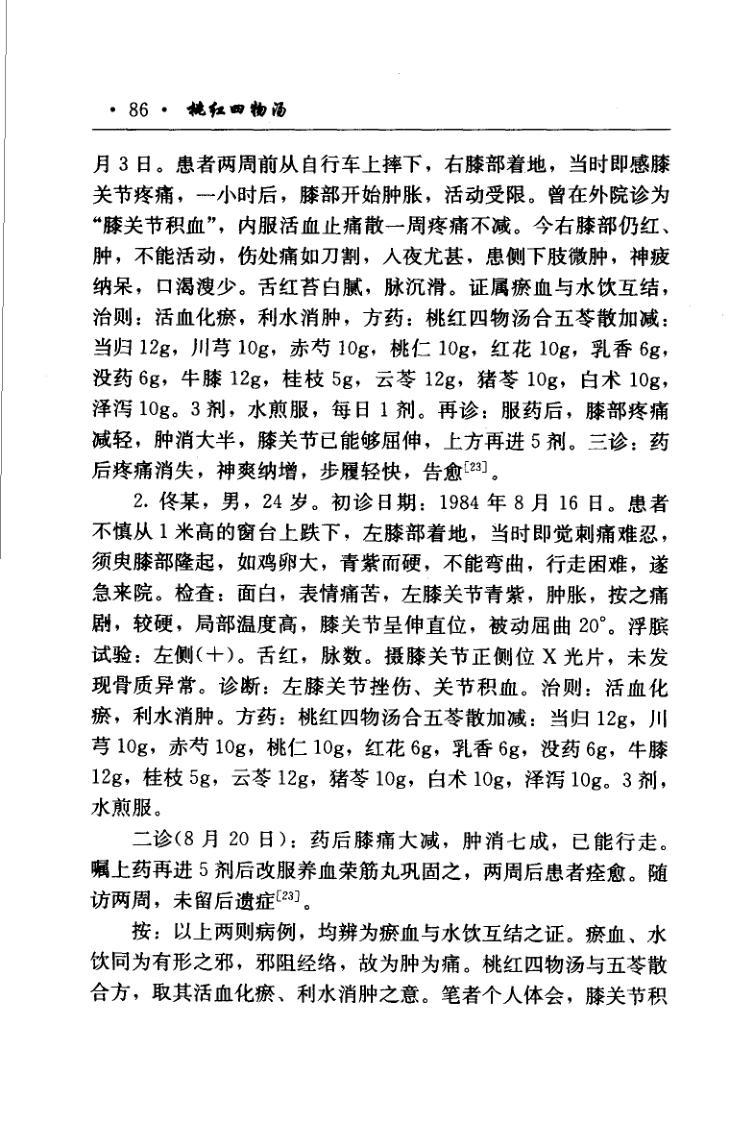 · 86 · 桃红四物汤
月 3 日。患者两周前从自行车上摔下，右膝部着地，当时即感膝
关节疼痛，一小时后，膝部开始肿胀，活动受限。曾在外院诊为
“膝关节积血”，内服活血止痛散一周疼痛不减。今右膝部仍红、
肿，不能活动，伤处痛如刀割，人夜尤甚，患侧下肢微肿，神疲
纳呆，口渴溲少。舌红苔白腻，脉沉滑。证属瘀血与水饮互结，
治则：活血化瘀，利水消肿，方药：桃红四物汤合五苓散加减：
当归 12g，川芎 10g，赤芍 10g，桃仁 10g，红花 10g，乳香 6g，
没药 6g，牛膝 12g，桂枝 5g，云苓 12g，猪苓 10g，白术 10g，
泽泻 10g。3 剂，水煎服，每日 1 剂。再诊：服药后，膝部疼痛
减轻，肿消大半，膝关节已能够屈伸，上方再进 5 剂。三诊：药
后疼痛消失，神爽纳增，步履轻快，告愈[23]。
2. 佟某，男，24 岁。初诊日期：1984 年 8 月 16 日。患者
不慎从 1 米高的窗台上跌下，左膝部着地，当时即觉刺痛难忍，
须臾膝部隆起，如鸡卵大，青紫而硬，不能弯曲，行走困难，遂
急来院。检查：面白，表情痛苦，左膝关节青紫，肿胀，按之痛
剧，较硬，局部温度高，膝关节呈伸直位，被动屈曲 20°。浮膑
试验：左侧(＋)。舌红，脉数。摄膝关节正侧位 X 光片，未发
现骨质异常。诊断：左膝关节挫伤、关节积血。治则：活血化
瘀，利水消肿。方药：桃红四物汤合五苓散加减：当归 12g，川
芎 10g，赤芍 10g，桃仁 10g，红花 6g，乳香 6g，没药 6g，牛膝
12g，桂枝 5g，云苓 12g，猪苓 10g，白术 10g，泽泻 10g。3 剂，
水煎服。
二诊(8 月 20 日)：药后膝痛大减，肿消七成，已能行走。
嘱上药再进 5 剂后改服养血荣筋丸巩固之，两周后患者痊愈。随
访两周，未留后遗症[23]。
按：以上两则病例，均辨为瘀血与水饮互结之证。瘀血、水
饮同为有形之邪，邪阻经络，故为肿为痛。桃红四物汤与五苓散
合方，取其活血化瘀、利水消肿之意。笔者个人体会，膝关节积